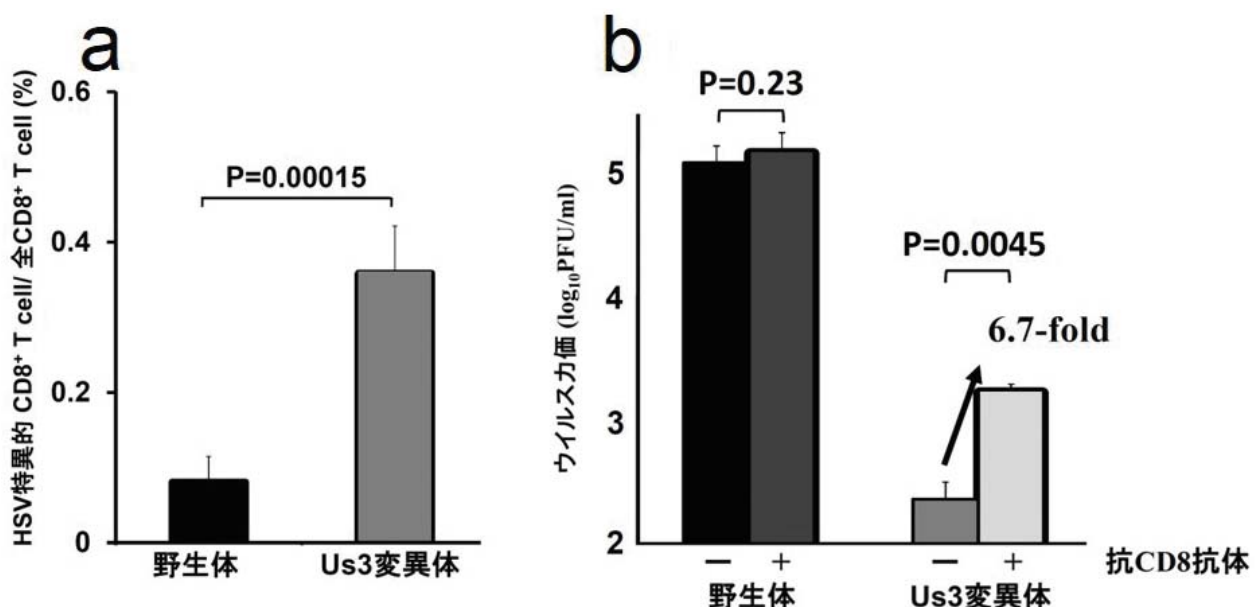 a
HSV特異的 CD8⁺ T cell/ 全CD8⁺ T cell (%)
0.6
0.4
0.2
0
P=0.00015
野生体
Us3変異体
b
ウイルス力価 (log₁₀PFU/ml)
5
4
3
2
P=0.23
P=0.0045
6.7-fold
− + − + 抗CD8抗体
野生体 Us3変異体